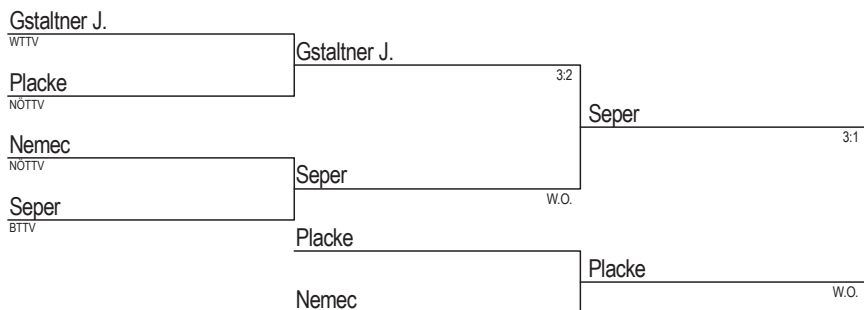 Gstaltner J.
WTTV
Gstaltner J.
3:2
Placke
NÖTTV
Seper
3:1
Nemec
NÖTTV
Seper
W.O.
Seper
BTTV
Placke
Placke
W.O.
Nemec